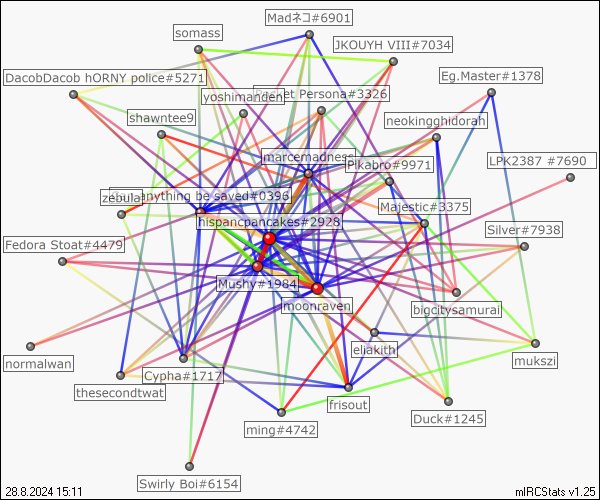 Madネコ#6901
somass
JKOUYH VIII#7034
DacobDacob hORNY police#5271
Eg.Master#1378
yoshimanden
Persona#3326
shawntee9
neokingghidorah
marcemadness
Pikabro#9971
LPK2387 #7690
zebula
anything be saved#0396
Majestic#3375
hispancpancakes#2928
Silver#7938
Fedora Stoat#4479
Mushy#1984
moonraven
bigcitysamurai
eliakith
normalwan
mukszi
Cypha#1717
thesecondtwat
frisout
Duck#1245
ming#4742
Swirly Boi#6154
28.8.2024 15:11
mIRCStats v1.25